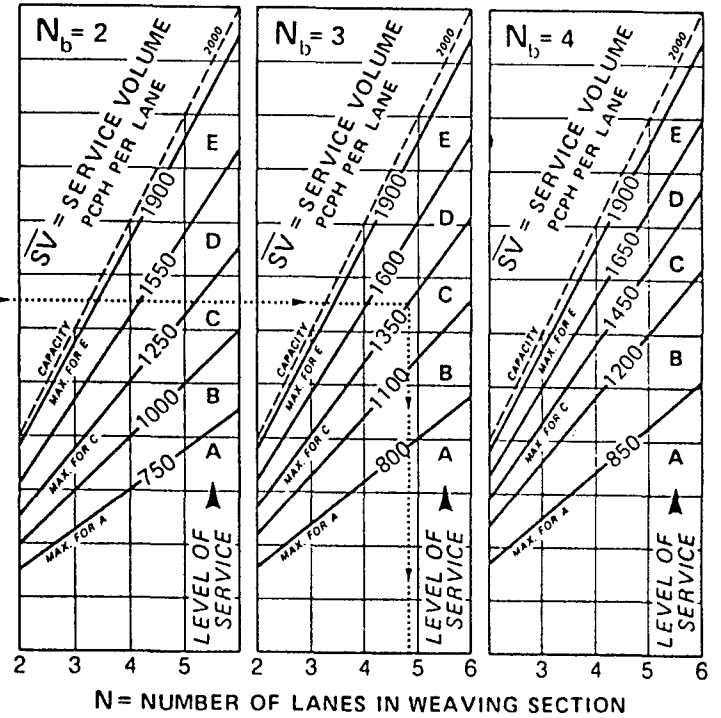 N_b = 2
SV = SERVICE VOLUME
PCPH PER LANE
2000
1900
1550
1250
1000
750
CAPACITY
MAX. FOR E
MAX. FOR C
MAX. FOR A
E
D
C
B
A
LEVEL OF
SERVICE
2 3 4 5
N_b = 3
SV = SERVICE VOLUME
PCPH PER LANE
2000
1900
1600
1350
1100
800
CAPACITY
MAX. FOR E
MAX. FOR C
MAX. FOR A
E
D
C
B
A
LEVEL OF
SERVICE
2 3 4 5 6
N_b = 4
SV = SERVICE VOLUME
PCPH PER LANE
2000
1900
1650
1450
1200
850
CAPACITY
MAX. FOR E
MAX. FOR C
MAX. FOR A
E
D
C
B
A
LEVEL OF
SERVICE
3 4 5 6
N = NUMBER OF LANES IN WEAVING SECTION